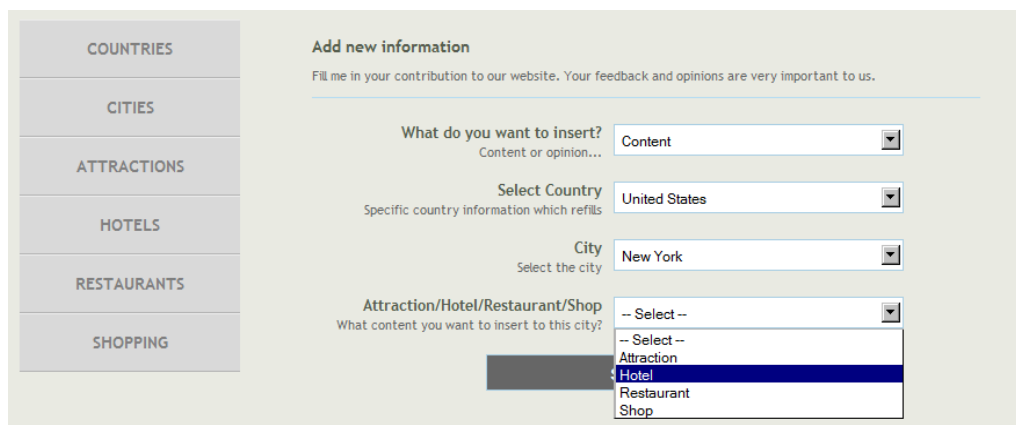 COUNTRIES
CITIES
ATTRACTIONS
HOTELS
RESTAURANTS
SHOPPING
Add new information
Fill me in your contribution to our website. Your feedback and opinions are very important to us.
What do you want to insert?
Content or opinion...
Content
Select Country
Specific country information which refills
United States
City
Select the city
New York
Attraction/Hotel/Restaurant/Shop
What content you want to insert to this city?
-- Select --
-- Select --
Attraction
Hotel
Restaurant
Shop